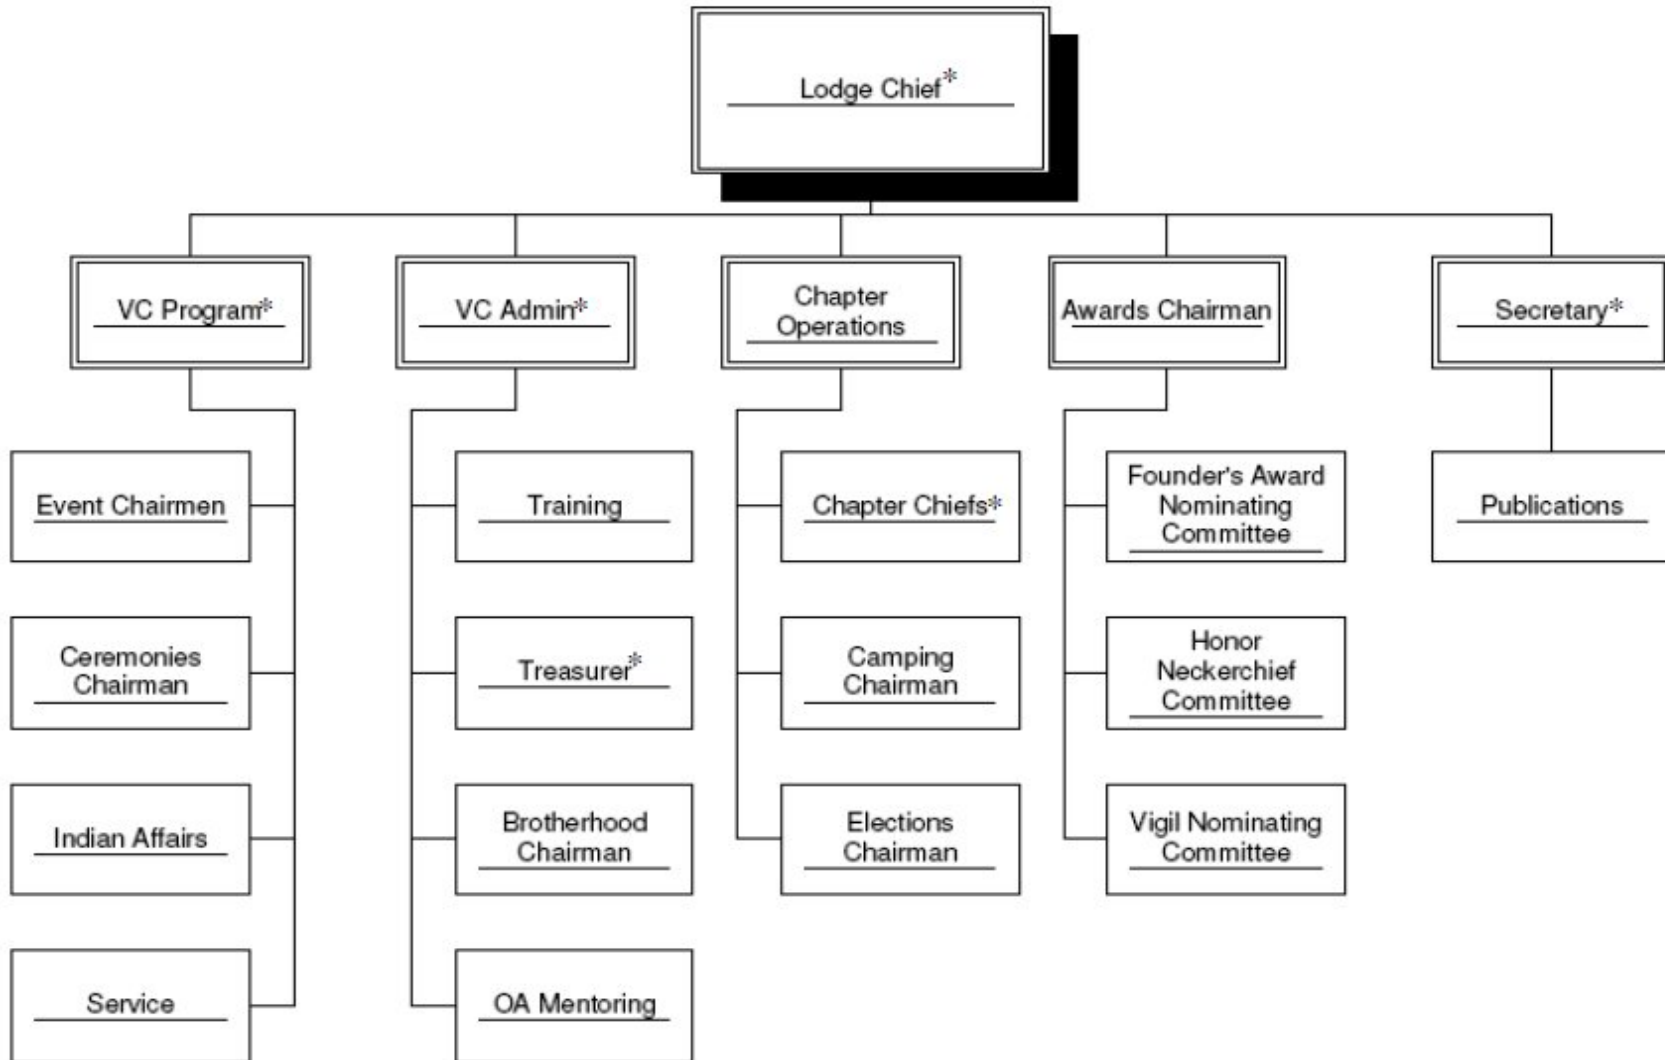 Lodge Chief*
VC Program*
VC Admin*
Chapter
Operations
Awards Chairman
Secretary*
Event Chairmen
Training
Chapter Chiefs*
Founder's Award
Nominating
Committee
Publications
Ceremonies
Chairman
Treasurer*
Camping
Chairman
Honor
Neckerchief
Committee
Indian Affairs
Brotherhood
Chairman
Elections
Chairman
Vigil Nominating
Committee
Service
OA Mentoring